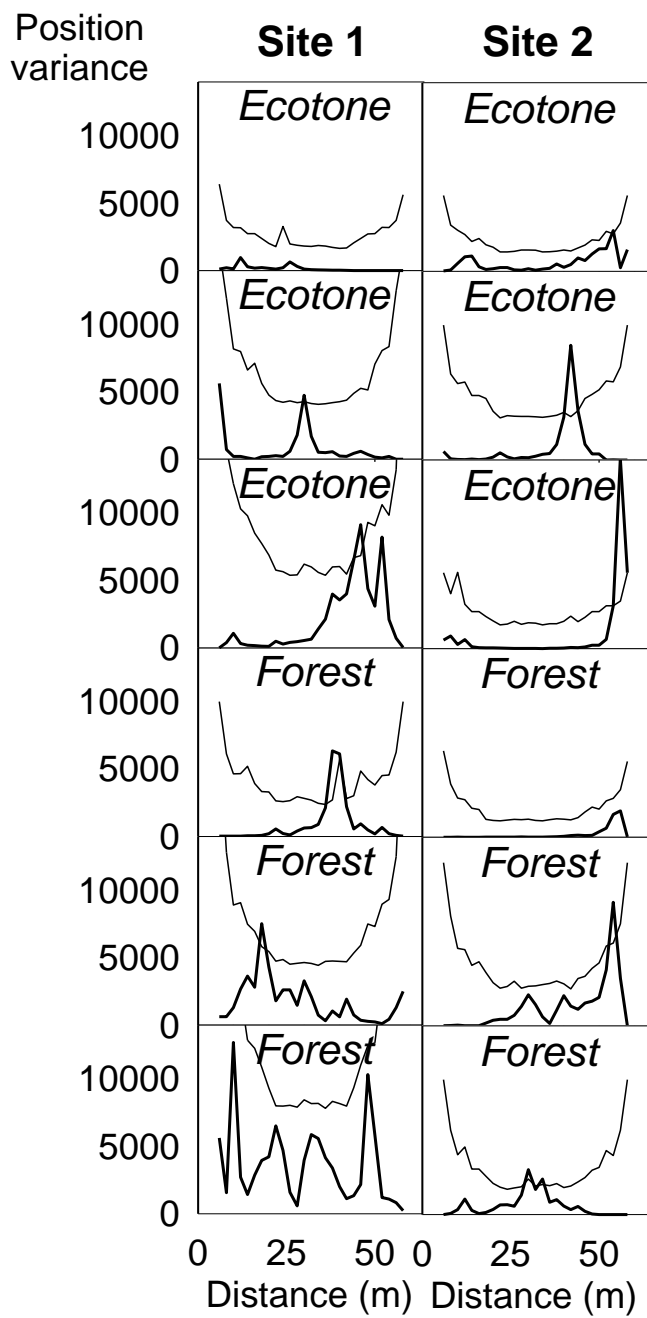 Position
variance
Site 1 Site 2
Ecotone Ecotone
10000
5000
0
Ecotone Ecotone
10000
5000
0
Ecotone Ecotone
10000
5000
0
Forest Forest
10000
5000
0
Forest Forest
10000
5000
0
Forest Forest
10000
5000
0
0 25 50 0 25 50
Distance (m) Distance (m)